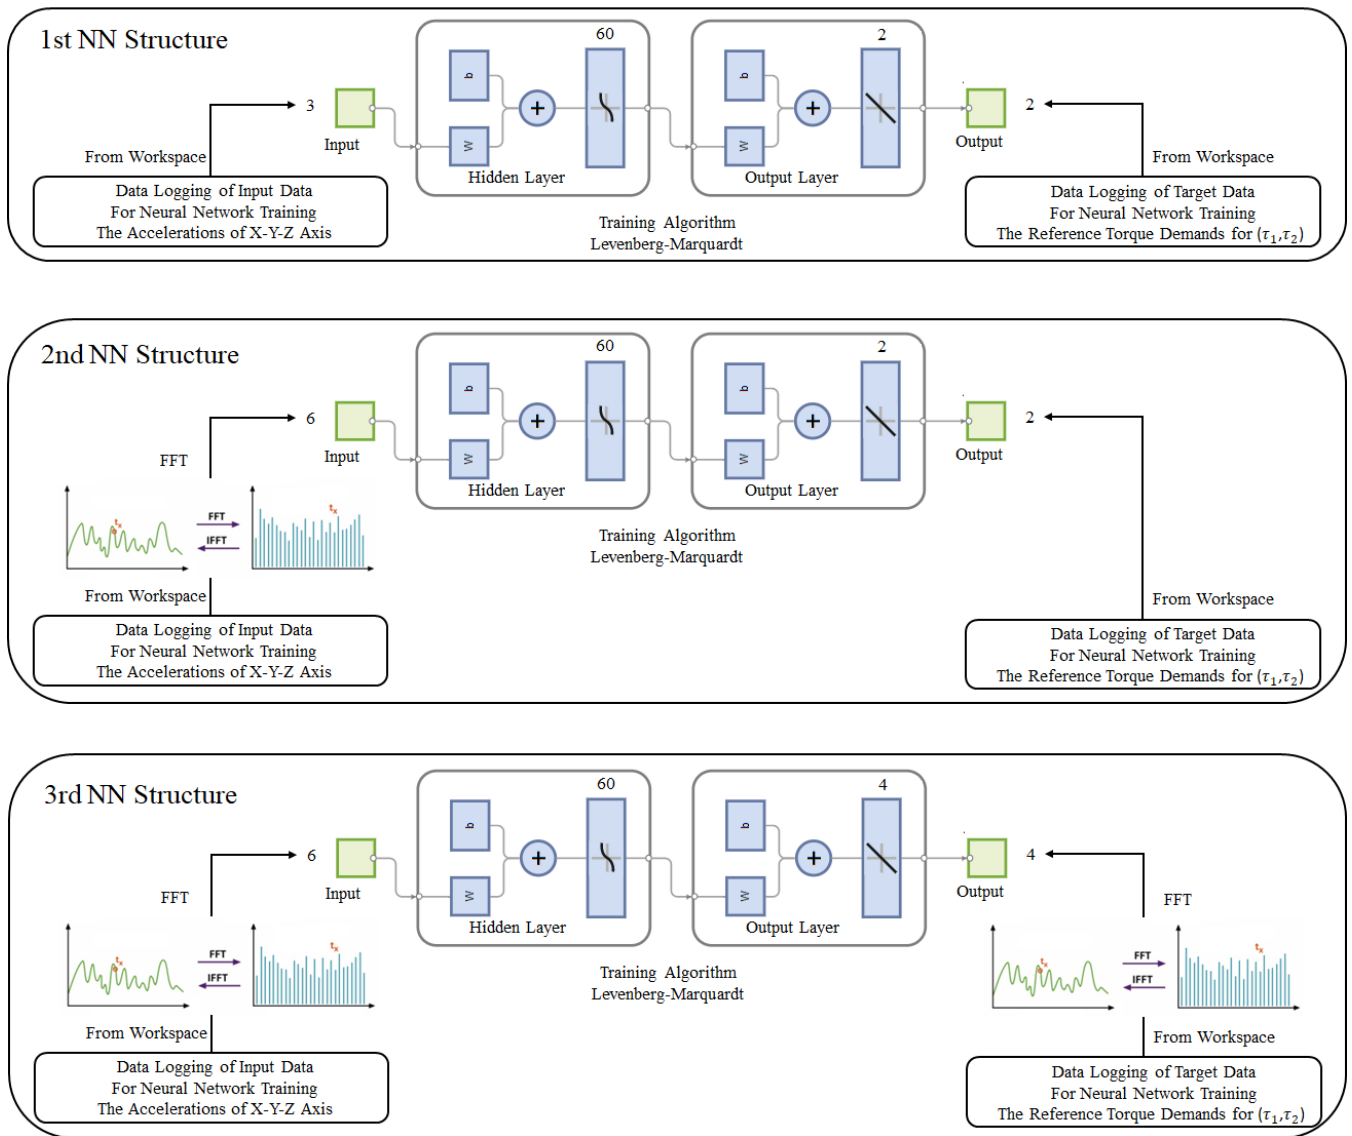 1st NN Structure
60
2
b
b
3
2
W
W
Input
Output
From Workspace
Hidden Layer
Output Layer
From Workspace
Data Logging of Input Data
For Neural Network Training
The Accelerations of X-Y-Z Axis
Training Algorithm
Levenberg-Marquardt
Data Logging of Target Data
For Neural Network Training
The Reference Torque Demands for (τ₁,τ₂)
2nd NN Structure
60
2
b
b
6
2
W
W
Input
Output
FFT
Hidden Layer
Output Layer
tx
FFT
IFFT
tx
Training Algorithm
Levenberg-Marquardt
From Workspace
From Workspace
Data Logging of Input Data
For Neural Network Training
The Accelerations of X-Y-Z Axis
Data Logging of Target Data
For Neural Network Training
The Reference Torque Demands for (τ₁,τ₂)
3rd NN Structure
60
4
b
b
6
4
W
W
Input
Output
FFT
Hidden Layer
Output Layer
FFT
tx
FFT
IFFT
tx
tx
FFT
IFFT
tx
Training Algorithm
Levenberg-Marquardt
From Workspace
From Workspace
Data Logging of Input Data
For Neural Network Training
The Accelerations of X-Y-Z Axis
Data Logging of Target Data
For Neural Network Training
The Reference Torque Demands for (τ₁,τ₂)